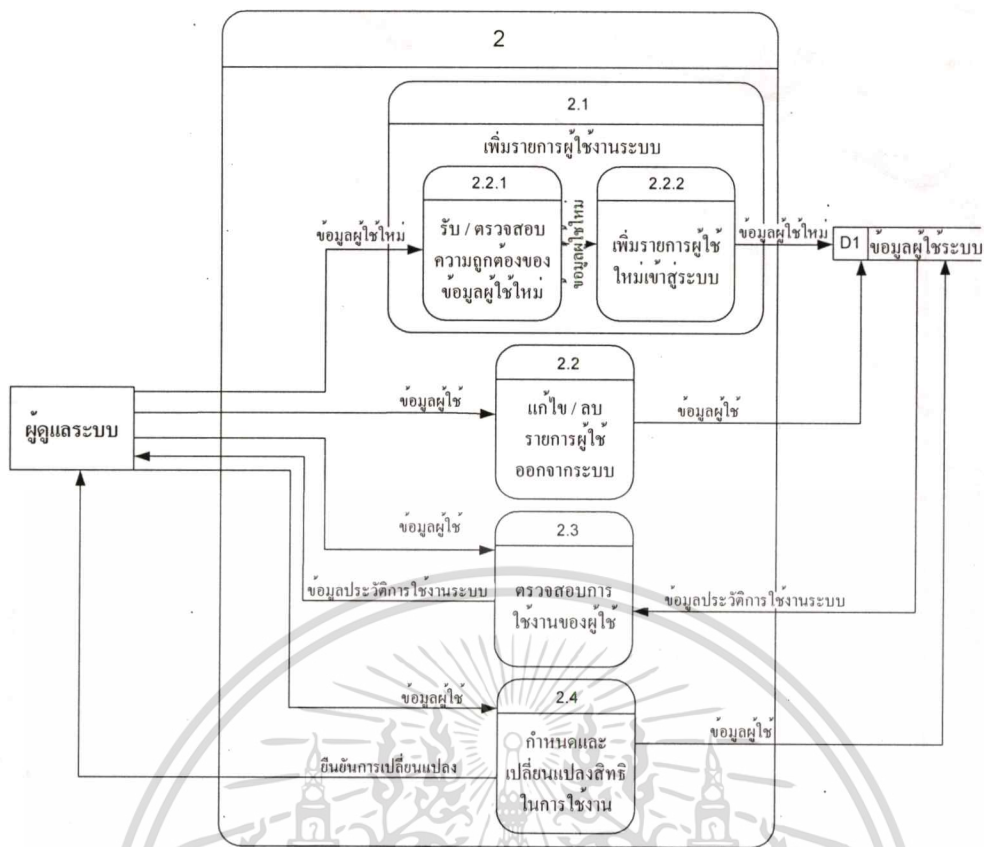 2
2.1
เพิ่มรายการผู้ใช้งานระบบ
2.2.1
รับ / ตรวจสอบ
ความถูกต้องของ
ข้อมูลผู้ใช้ใหม่
2.2.2
เพิ่มรายการผู้ใช้
ใหม่เข้าสู่ระบบ
ข้อมูลผู้ใช้ใหม่
ข้อมูลผู้ใช้ใหม่
ข้อมูลผู้ใช้ใหม่
D1 ข้อมูลผู้ใช้ระบบ
ผู้ดูแลระบบ
2.2
แก้ไข / ลบ
รายการผู้ใช้
ออกจากระบบ
ข้อมูลผู้ใช้
ข้อมูลผู้ใช้
2.3
ตรวจสอบการ
ใช้งานของผู้ใช้
ข้อมูลผู้ใช้
ข้อมูลประวัติการใช้งานระบบ
ข้อมูลประวัติการใช้งานระบบ
2.4
กำหนดและ
เปลี่ยนแปลงสิทธิ
ในการใช้งาน
ข้อมูลผู้ใช้
ข้อมูลผู้ใช้
ยืนยันการเปลี่ยนแปลง